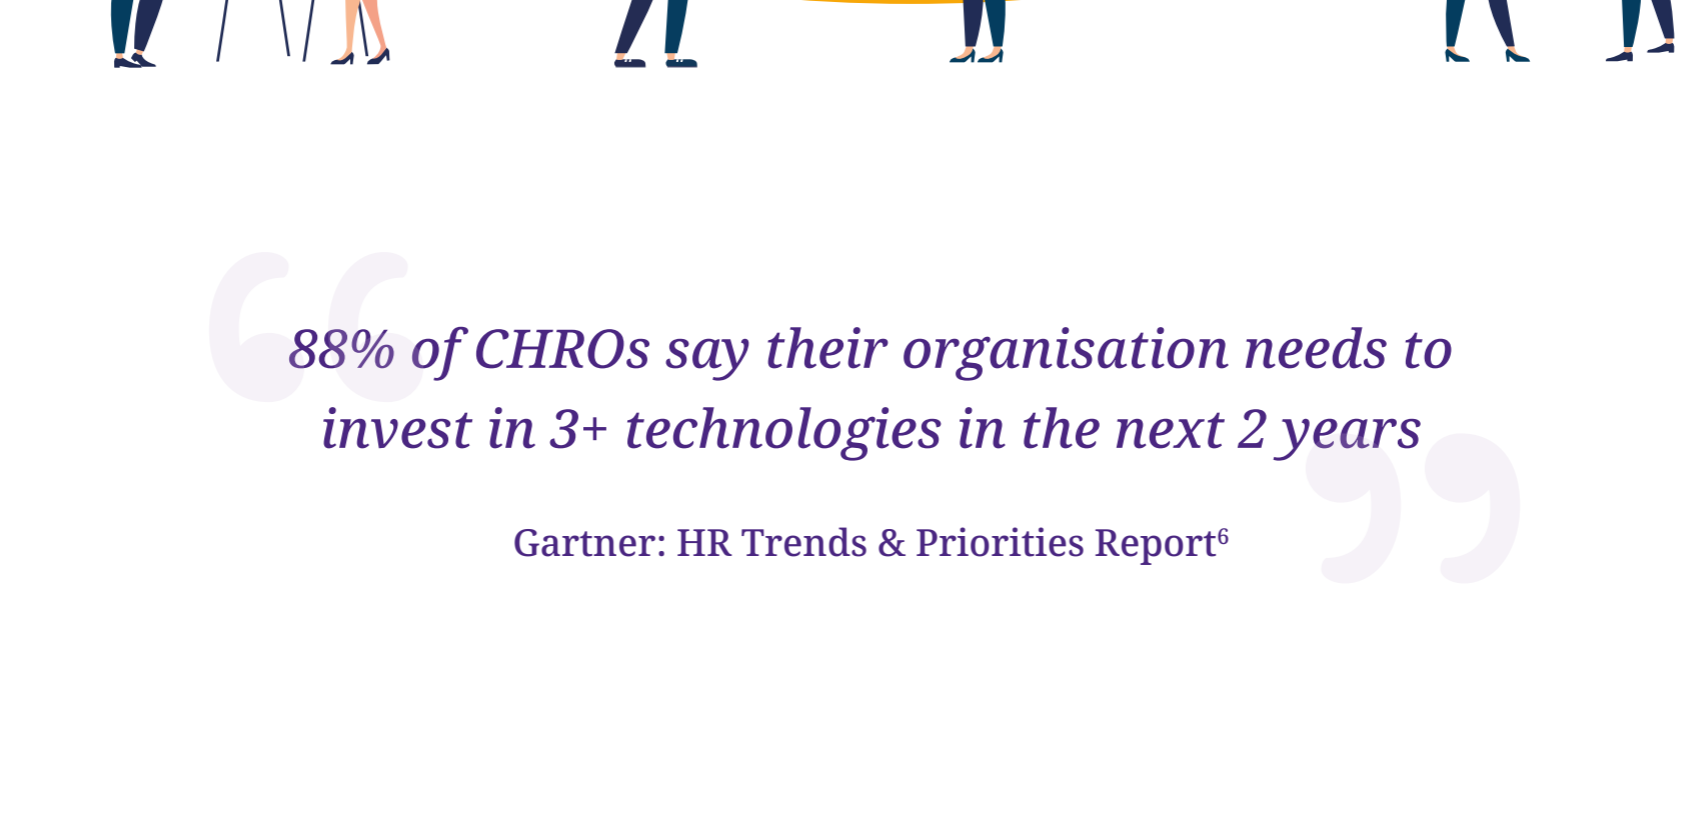 88% of CHROs say their organisation needs to
invest in 3+ technologies in the next 2 years
Gartner: HR Trends & Priorities Report⁶